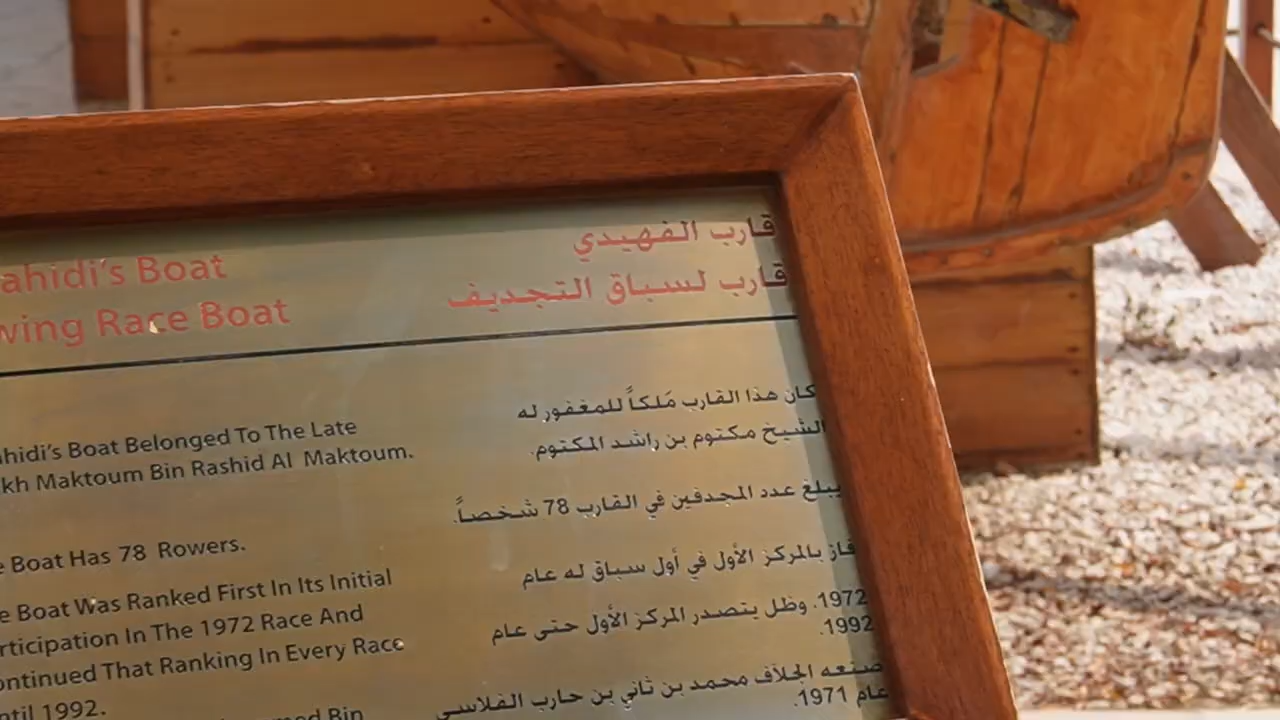 ahidi's Boat
wing Race Boat
ahidi's Boat Belonged To The Late
kh Maktoum Bin Rashid Al Maktoum.
e Boat Has 78 Rowers.
e Boat Was Ranked First In Its Initial
rticipation In The 1972 Race And
ontinued That Ranking In Every Race
ntil 1992.
med Bin
قارب الفهيدي
قارب لسباق التجديف
كان هذا القارب مَلكاً للمغفور له
الشيخ مكتوم بن راشد المكتوم.
يبلغ عدد المجدفين في القارب 78 شخصاً.
فاز بالمركز الأول في أول سباق له عام
1972. وظل يتصدر المركز الأول حتى عام
1992.
صنعه الجلاف محمد بن ثاني بن حارب الفلاسي
عام 1971.